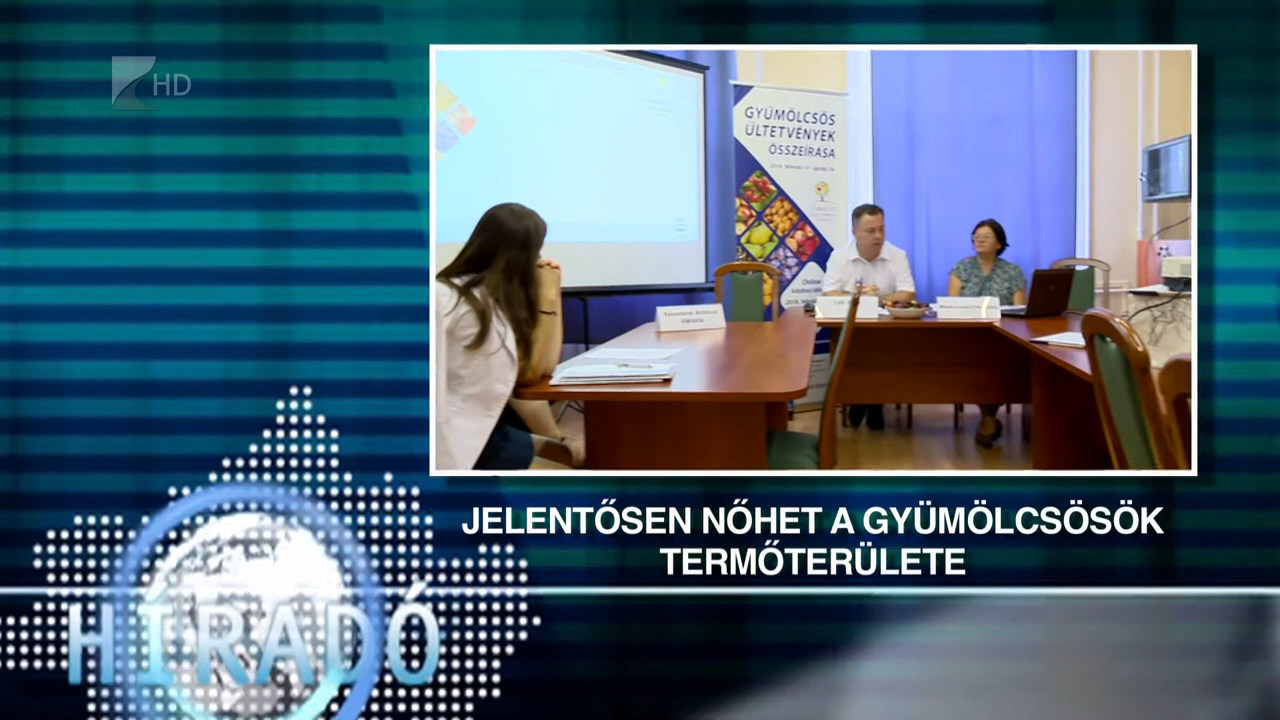 HD
GYÜMÖLCSÖS
ÜLTETVÉNYEK
ÖSSZEÍRÁSA
JELENTŐSEN NŐHET A GYÜMÖLCSÖSÖK
TERMŐTERÜLETE
HÍRADÓ